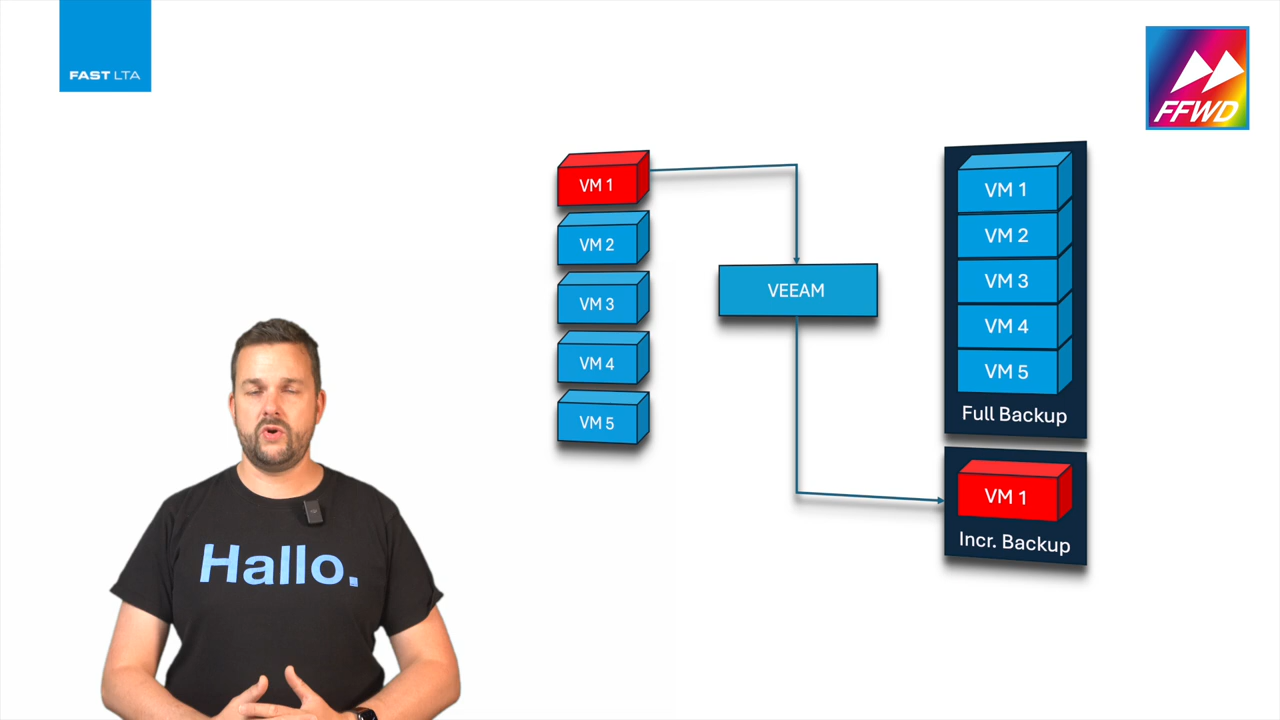 FAST LTA
FFWD
VM 1
VM 2
VM 3
VM 4
VM 5
VEEAM
VM 1
VM 2
VM 3
VM 4
VM 5
Full Backup
VM 1
Incr. Backup
Hallo.